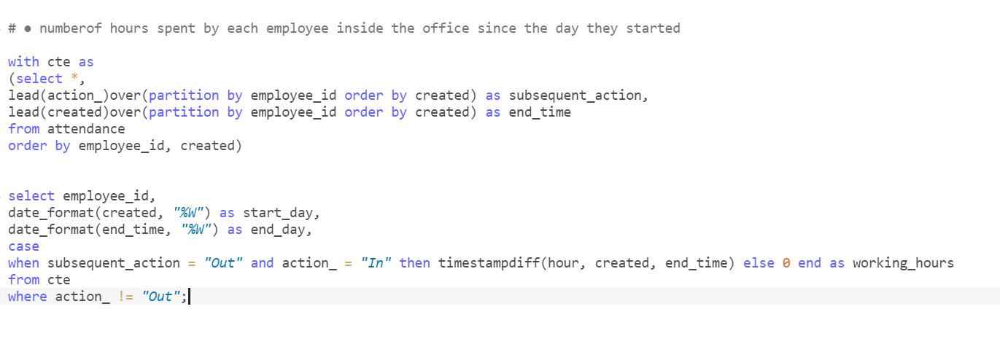 # • numberof hours spent by each employee inside the office since the day they started
with cte as
(select *,
lead(action_)over(partition by employee_id order by created) as subsequent_action,
lead(created)over(partition by employee_id order by created) as end_time
from attendance
order by employee_id, created)
select employee_id,
date_format(created, "%W") as start_day,
date_format(end_time, "%W") as end_day,
case
when subsequent_action = "Out" and action_ = "In" then timestampdiff(hour, created, end_time) else 0 end as working_hours
from cte
where action_ != "Out";